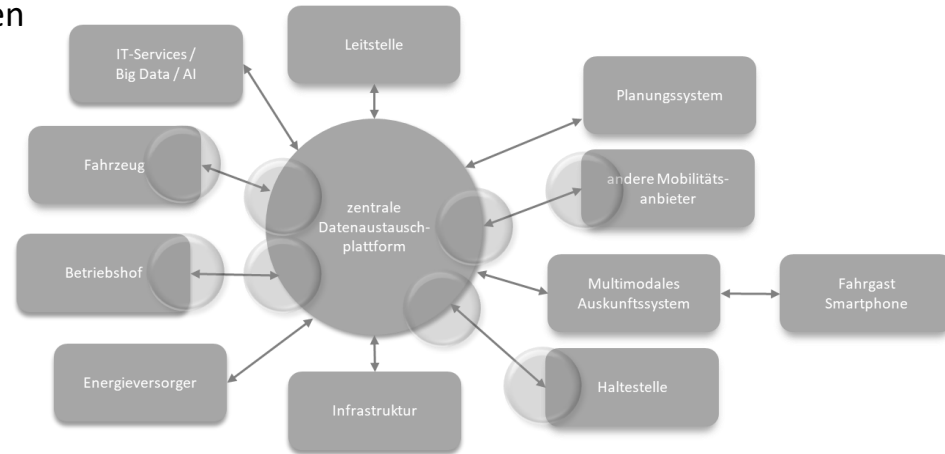 en
IT-Services /
Big Data / AI
Leitstelle
Planungssystem
Fahrzeug
andere Mobilitäts-
anbieter
zentrale
Datenaustausch-
plattform
Betriebshof
Multimodales
Auskunftssystem
Fahrgast
Smartphone
Energieversorger
Infrastruktur
Haltestelle